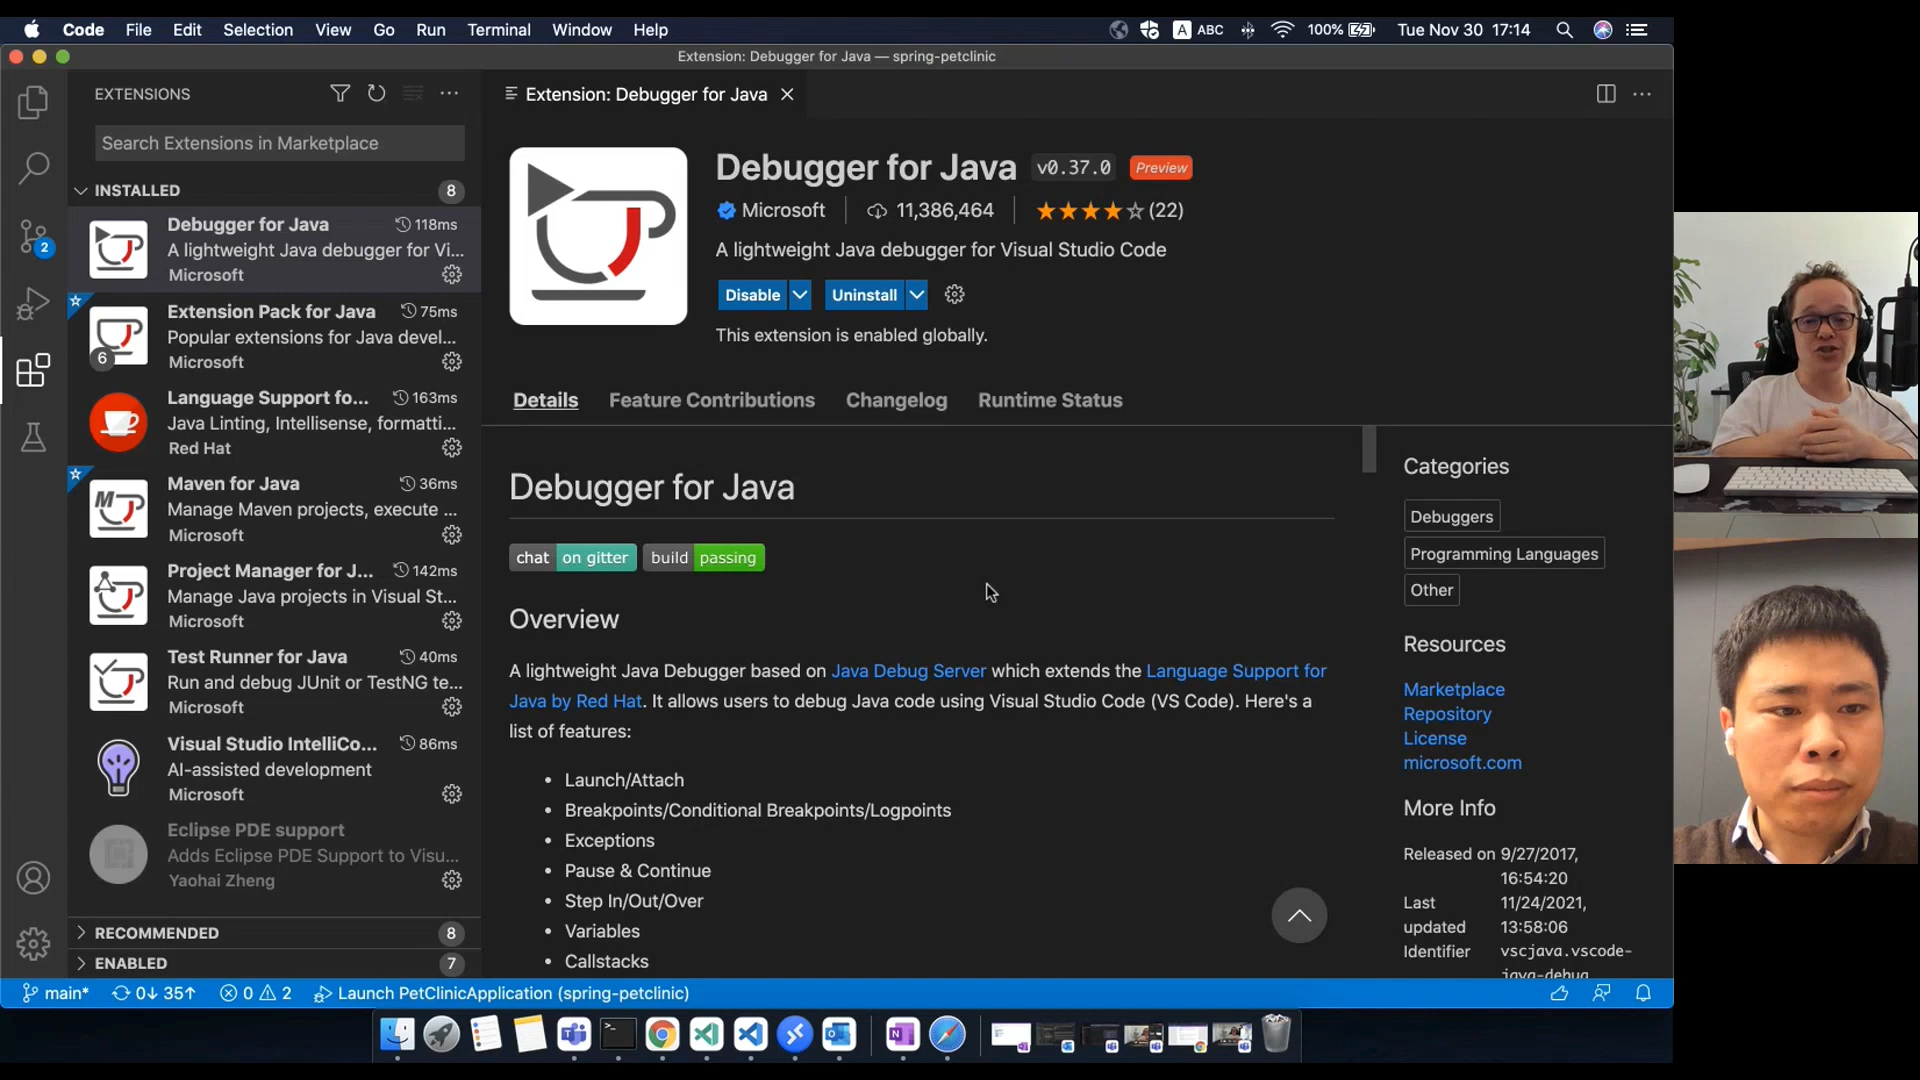 Code File Edit Selection View Go Run Terminal Window Help
A ABC 100% Tue Nov 30 17:14
Extension: Debugger for Java — spring-petclinic
EXTENSIONS
Search Extensions in Marketplace
INSTALLED 8
Debugger for Java 118ms
A lightweight Java debugger for Vi...
Microsoft
Extension Pack for Java 75ms
Popular extensions for Java devel...
Microsoft
6
Language Support fo... 163ms
Java Linting, Intellisense, formatti...
Red Hat
Maven for Java 36ms
Manage Maven projects, execute ...
Microsoft
Project Manager for J... 142ms
Manage Java projects in Visual St...
Microsoft
Test Runner for Java 40ms
Run and debug JUnit or TestNG te...
Microsoft
Visual Studio IntelliCo... 86ms
AI-assisted development
Microsoft
Eclipse PDE support
Adds Eclipse PDE Support to Visu...
Yaohai Zheng
RECOMMENDED 8
ENABLED 7
2
Extension: Debugger for Java
Debugger for Java v0.37.0 Preview
Microsoft 11,386,464 (22)
A lightweight Java debugger for Visual Studio Code
Disable Uninstall
This extension is enabled globally.
Details Feature Contributions Changelog Runtime Status
Debugger for Java
chat on gitter build passing
Overview
A lightweight Java Debugger based on Java Debug Server which extends the Language Support for
Java by Red Hat. It allows users to debug Java code using Visual Studio Code (VS Code). Here's a
list of features:
• Launch/Attach
• Breakpoints/Conditional Breakpoints/Logpoints
• Exceptions
• Pause & Continue
• Step In/Out/Over
• Variables
• Callstacks
Categories
Debuggers
Programming Languages
Other
Resources
Marketplace
Repository
License
microsoft.com
More Info
Released on 9/27/2017,
16:54:20
Last 11/24/2021,
updated 13:58:06
Identifier vscjava.vscode-
java-debug
main* 0↓ 35↑ 0 2 Launch PetClinicApplication (spring-petclinic)